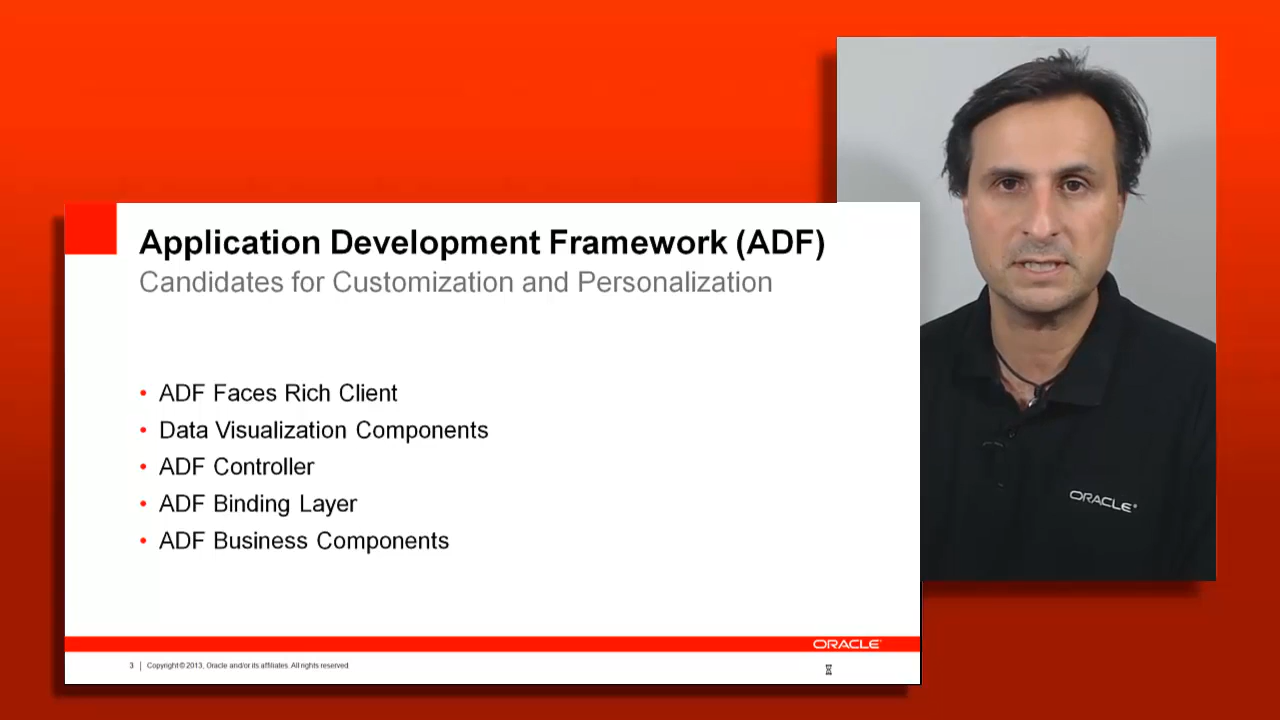 Application Development Framework (ADF)
Candidates for Customization and Personalization
• ADF Faces Rich Client
• Data Visualization Components
• ADF Controller
• ADF Binding Layer
• ADF Business Components
ORACLE®
ORACLE®
3 | Copyright © 2013, Oracle and/or its affiliates. All rights reserved